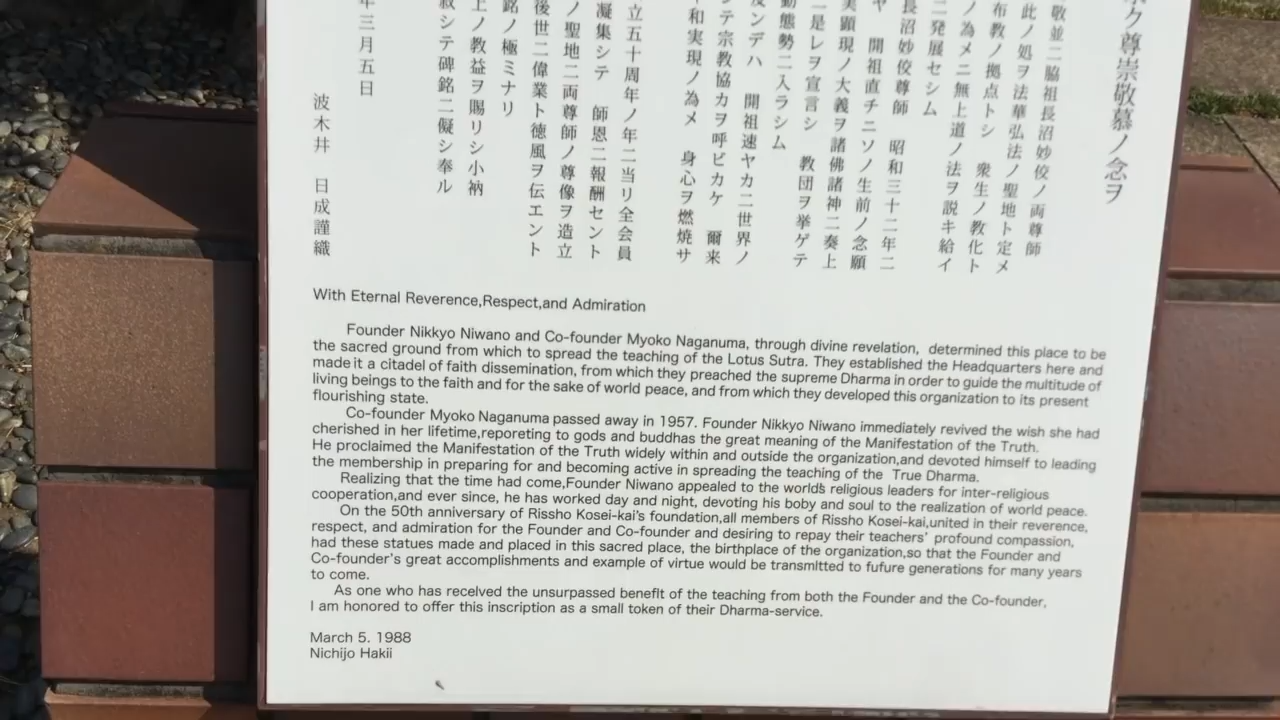 ク尊崇敬慕ノ念ヲ
敬並ニ脇祖長沼妙佼ノ両尊師
此ノ処ヲ法華弘法ノ聖地ト定メ
布教ノ拠点トシ 衆生ノ教化ト
ノ為メニ無上道ノ法ヲ説キ給イ
ニ発展セシム
長沼妙佼尊師 昭和三十二年二
ヤ 開祖直チニソノ生前ノ念願
実顕現ノ大義ヲ諸佛諸神ニ奏上
ニ是レヲ宣言シ 教団ヲ挙ゲテ
動態勢ニ入ラシム
及ンデハ 開祖速ヤカニ世界ノ
シテ宗教協力ヲ呼ビカケ 爾来
和実現ノ為メ 身心ヲ燃焼サ
立五十周年ノ年ニ当リ全会員
凝集シテ 師恩ニ報酬セント
ノ聖地ニ両尊師ノ尊像ヲ造立
後世ニ偉業ト徳風ヲ伝エント
銘ノ極ミナリ
上ノ教益ヲ賜リシ小衲
叙シテ碑銘ニ儗シ奉ル
年三月五日
波木井 日成謹織
With Eternal Reverence,Respect,and Admiration
Founder Nikkyo Niwano and Co-founder Myoko Naganuma, through divine revelation, determined this place to be
the sacred ground from which to spread the teaching of the Lotus Sutra. They established the Headquarters here and
made it a citadel of faith dissemination, from which they preached the supreme Dharma in order to guide the multitude of
living beings to the faith and for the sake of world peace, and from which they developed this organization to its present
flourishing state.
Co-founder Myoko Naganuma passed away in 1957. Founder Nikkyo Niwano immediately revived the wish she had
cherished in her lifetime,reporeting to gods and buddhas the great meaning of the Manifestation of the Truth.
He proclaimed the Manifestation of the Truth widely within and outside the organization,and devoted himself to leading
the membership in preparing for and becoming active in spreading the teaching of the True Dharma.
Realizing that the time had come,Founder Niwano appealed to the world's religious leaders for inter-religious
cooperation,and ever since, he has worked day and night, devoting his boby and soul to the realization of world peace.
On the 50th anniversary of Rissho Kosei-kai's foundation,all members of Rissho Kosei-kai,united in their reverence,
respect, and admiration for the Founder and Co-founder and desiring to repay their teachers' profound compassion,
had these statues made and placed in this sacred place, the birthplace of the organization,so that the Founder and
Co-founder's great accomplishments and example of virtue would be transmltted to fufure generations for many years
to come.
As one who has received the unsurpassed benefit of the teaching from both the Founder and the Co-founder,
I am honored to offer this inscription as a small token of their Dharma-service.
March 5. 1988
Nichijo Hakii